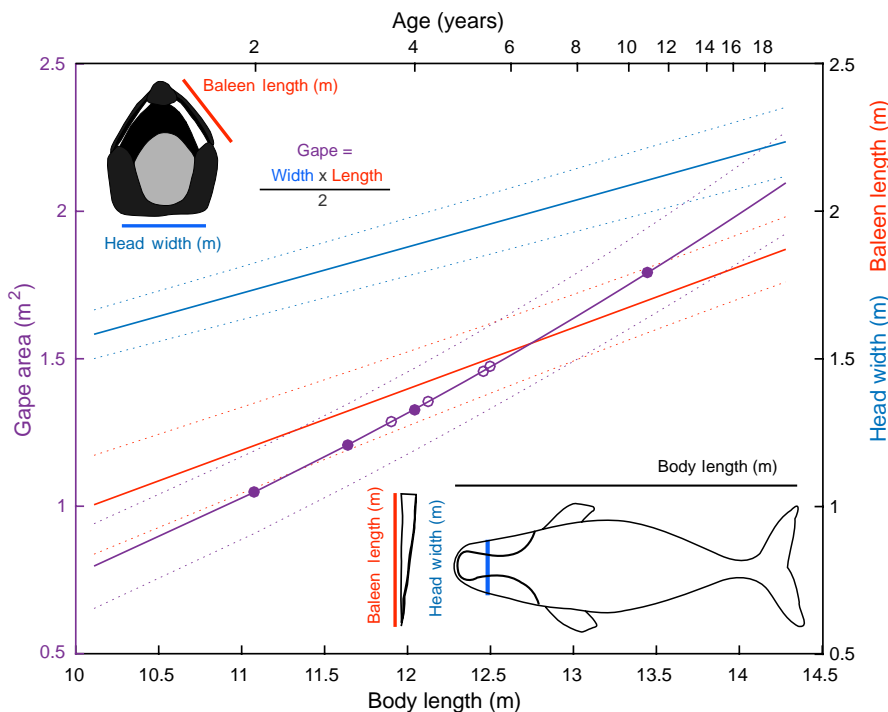 Age (years)
2 4 6 8 10 12 14 16 18
2.5 2.5
Baleen length (m)
Gape =
Width x Length
2
Head width (m)
2 2
1.5 1.5
1 1
0.5 0.5
Gape area (m²)
Baleen length (m)
Head width (m)
Body length (m)
Baleen length (m)
Head width (m)
10 10.5 11 11.5 12 12.5 13 13.5 14 14.5
Body length (m)